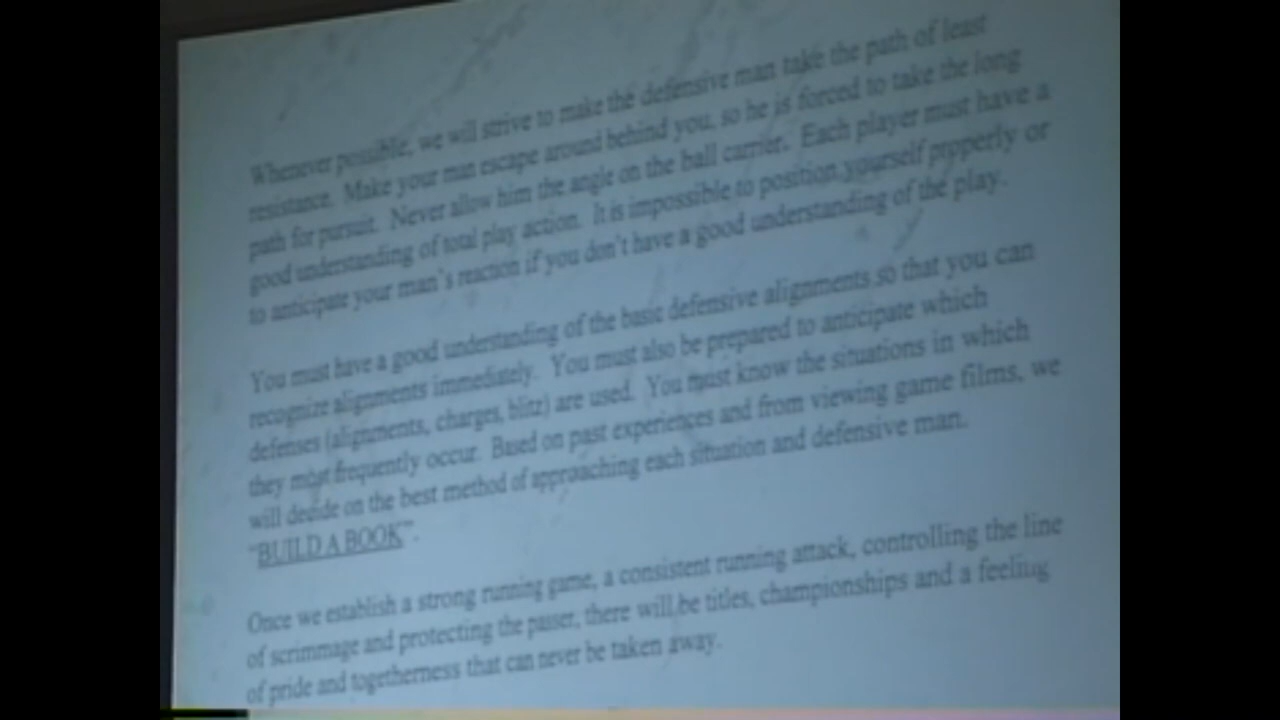 Whenever possible, we will strive to make the defensive man take the path of least
resistance. Make your man escape around behind you, so he is forced to take the long
path for pursuit. Never allow him the angle on the ball carrier. Each player must have a
good understanding of total play action. It is impossible to position yourself properly or
to anticipate your man's reaction if you don't have a good understanding of the play.
You must have a good understanding of the basic defensive alignments so that you can
recognize alignments immediately. You must also be prepared to anticipate which
defenses (alignments, charges, blitz) are used. You must know the situations in which
they most frequently occur. Based on past experiences and from viewing game films, we
will decide on the best method of approaching each situation and defensive man.
"BUILD A BOOK".
Once we establish a strong running game, a consistent running attack, controlling the line
of scrimmage and protecting the passer, there will be titles, championships and a feeling
of pride and togetherness that can never be taken away.